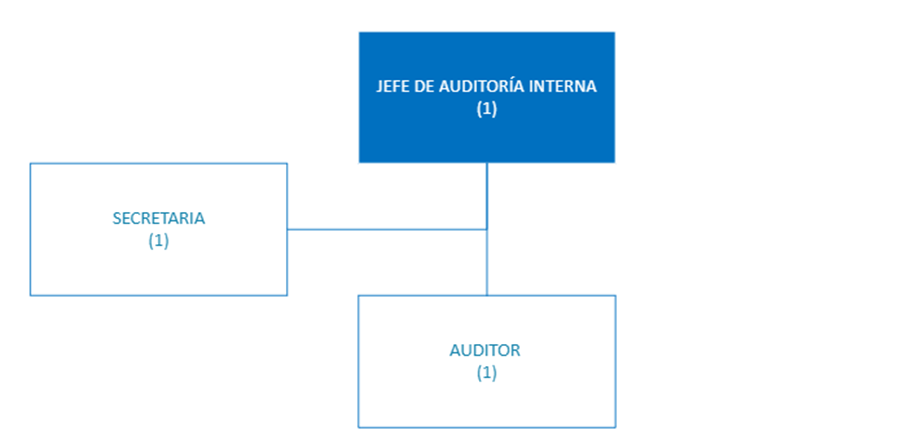 JEFE DE AUDITORÍA INTERNA
(1)
SECRETARIA
(1)
AUDITOR
(1)